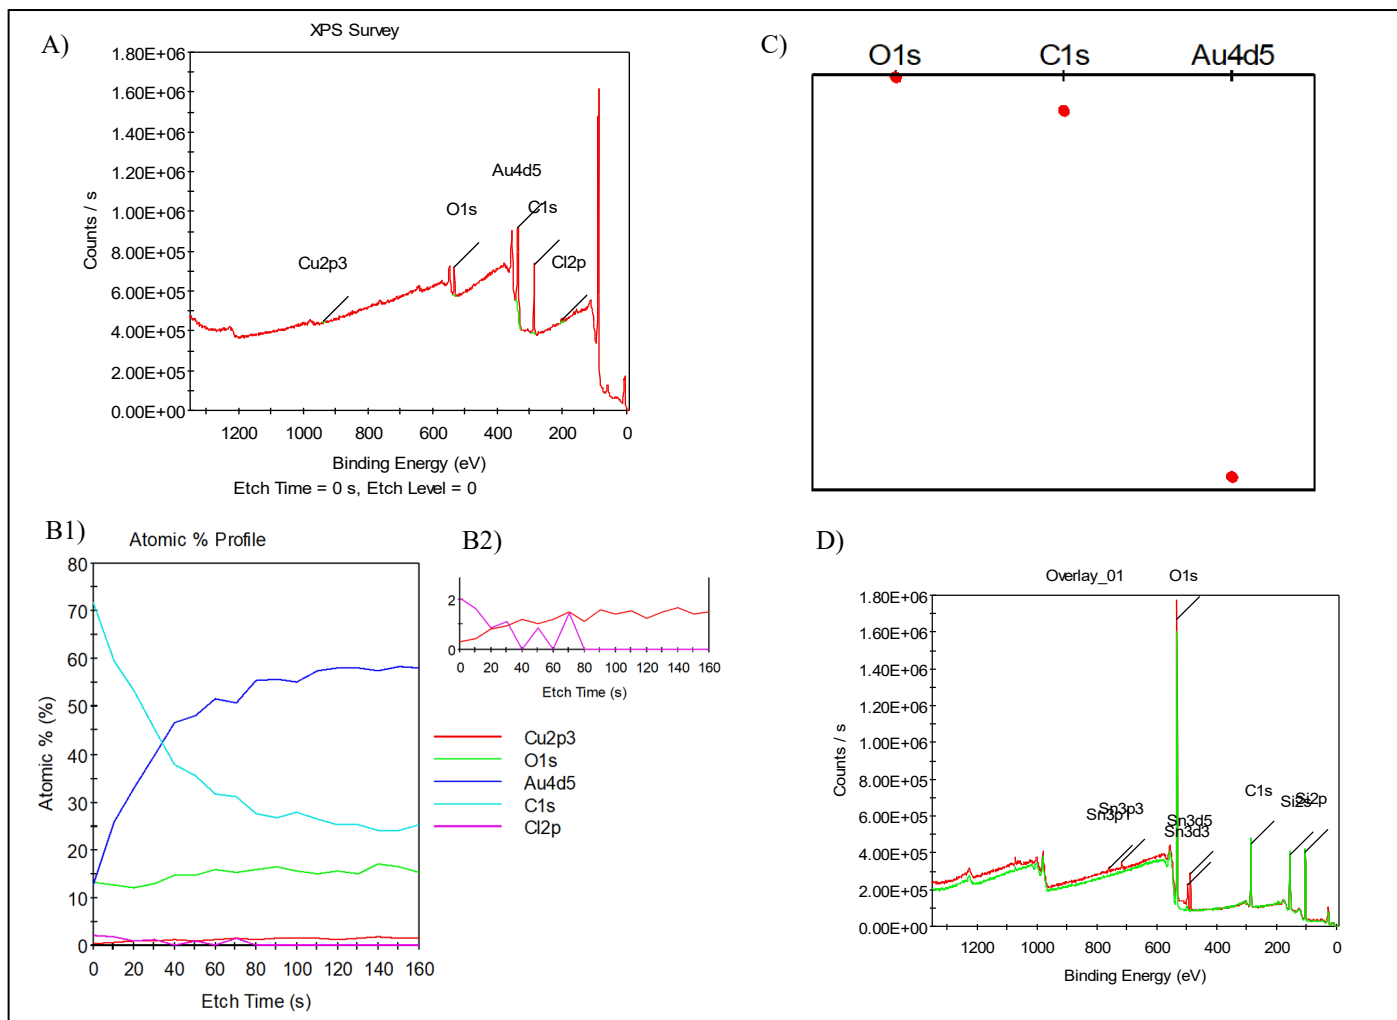 A)
XPS Survey
1.80E+06
1.60E+06
1.40E+06
1.20E+06
1.00E+06
8.00E+05
6.00E+05
4.00E+05
2.00E+05
0.00E+00
Counts / s
Cu2p3
O1s
Au4d5
C1s
Cl2p
1200 1000 800 600 400 200 0
Binding Energy (eV)
Etch Time = 0 s, Etch Level = 0
C)
O1s C1s Au4d5
B1)
Atomic % Profile
80
70
60
50
40
30
20
10
0
Atomic % (%)
0 20 40 60 80 100 120 140 160
Etch Time (s)
B2)
2
0
0 20 40 60 80 100 120 140 160
Etch Time (s)
Cu2p3
O1s
Au4d5
C1s
Cl2p
D)
Overlay_01
O1s
1.80E+06
1.60E+06
1.40E+06
1.20E+06
1.00E+06
8.00E+05
6.00E+05
4.00E+05
2.00E+05
0.00E+00
Counts / s
Sn3p1
Sn3p3
Sn3d5
Sn3d3
C1s
Si2s
Si2p
1200 1000 800 600 400 200 0
Binding Energy (eV)